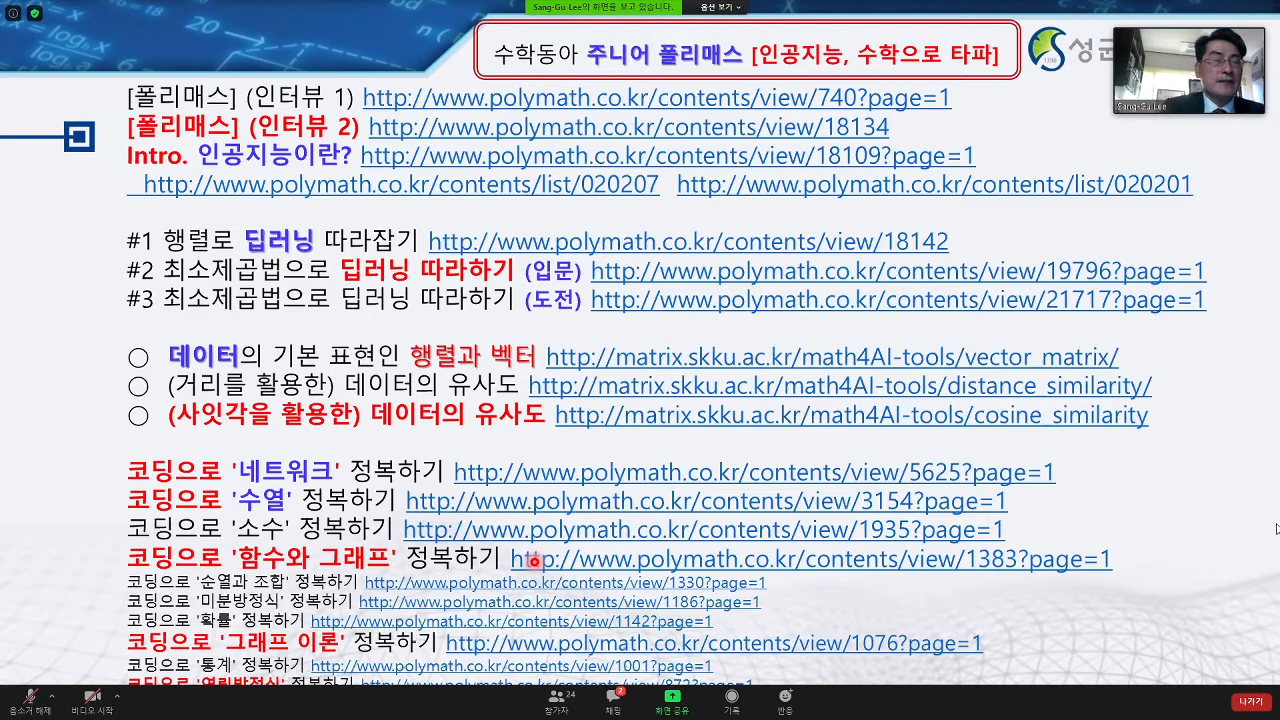 Sang-Gu Lee의 화면을 보고 있습니다. 옵션 보기
수학동아 주니어 폴리매스 [인공지능, 수학으로 타파]
1398
Sang-Gu Lee
[폴리매스] (인터뷰 1) http://www.polymath.co.kr/contents/view/740?page=1
[폴리매스] (인터뷰 2) http://www.polymath.co.kr/contents/view/18134
Intro. 인공지능이란? http://www.polymath.co.kr/contents/view/18109?page=1
http://www.polymath.co.kr/contents/list/020207 http://www.polymath.co.kr/contents/list/020201
#1 행렬로 딥러닝 따라잡기 http://www.polymath.co.kr/contents/view/18142
#2 최소제곱법으로 딥러닝 따라하기 (입문) http://www.polymath.co.kr/contents/view/19796?page=1
#3 최소제곱법으로 딥러닝 따라하기 (도전) http://www.polymath.co.kr/contents/view/21717?page=1
○ 데이터의 기본 표현인 행렬과 벡터 http://matrix.skku.ac.kr/math4AI-tools/vector_matrix/
○ (거리를 활용한) 데이터의 유사도 http://matrix.skku.ac.kr/math4AI-tools/distance_similarity/
○ (사잇각을 활용한) 데이터의 유사도 http://matrix.skku.ac.kr/math4AI-tools/cosine_similarity
코딩으로 '네트워크' 정복하기 http://www.polymath.co.kr/contents/view/5625?page=1
코딩으로 '수열' 정복하기 http://www.polymath.co.kr/contents/view/3154?page=1
코딩으로 '소수' 정복하기 http://www.polymath.co.kr/contents/view/1935?page=1
코딩으로 '함수와 그래프' 정복하기 http://www.polymath.co.kr/contents/view/1383?page=1
코딩으로 '순열과 조합' 정복하기 http://www.polymath.co.kr/contents/view/1330?page=1
코딩으로 '미분방정식' 정복하기 http://www.polymath.co.kr/contents/view/1186?page=1
코딩으로 '확률' 정복하기 http://www.polymath.co.kr/contents/view/1142?page=1
코딩으로 '그래프 이론' 정복하기 http://www.polymath.co.kr/contents/view/1076?page=1
코딩으로 '통계' 정복하기 http://www.polymath.co.kr/contents/view/1001?page=1
음소거 해제 비디오 시작 24 참가자 2 채팅 화면 공유 기록 반응 나가기